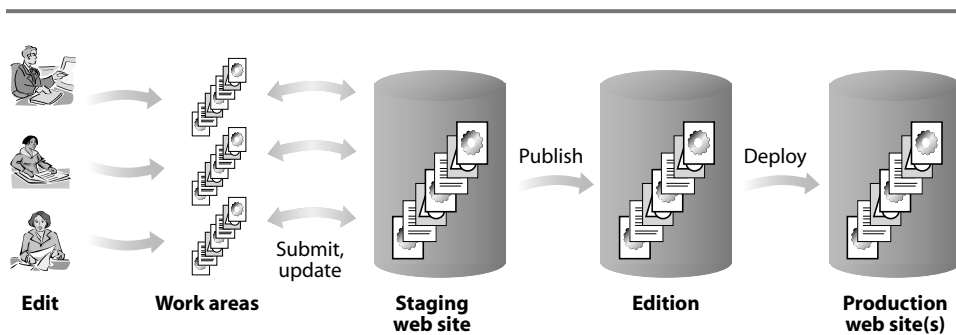 Publish
Deploy
Submit,
update
Edit
Work areas
Staging
web site
Edition
Production
web site(s)